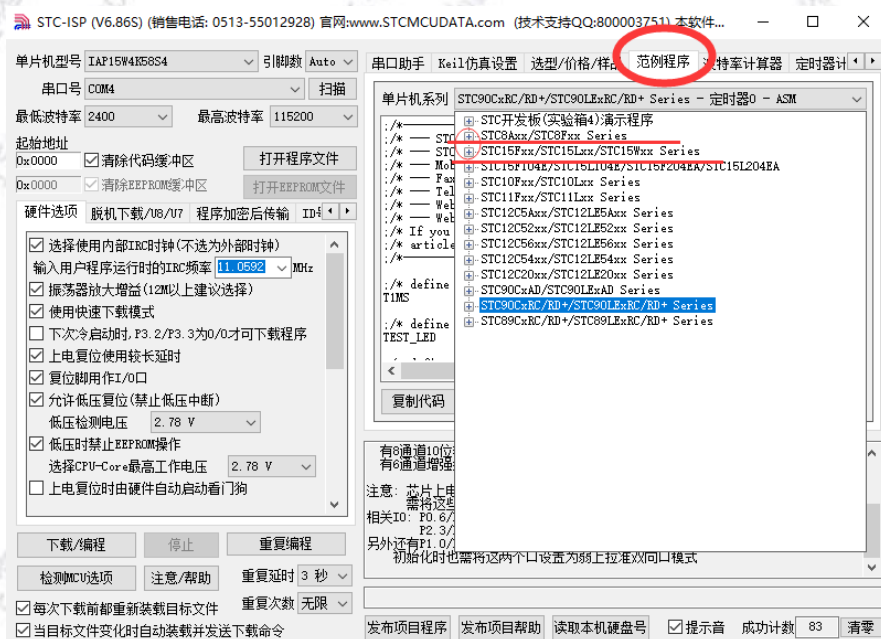 STC-ISP (V6.86S) (销售电话: 0513-55012928) 官网:www.STCMCUDATA.com (技术支持QQ:800003751) 本软件...
单片机型号 IAP15W4K58S4 引脚数 Auto
串口号 COM4 扫描
最低波特率 2400 最高波特率 115200
起始地址
0x0000 清除代码缓冲区 打开程序文件
0x0000 清除EEPROM缓冲区 打开EEPROM文件
硬件选项 脱机下载/U8/U7 程序加密后传输
选择使用内部IRC时钟(不选为外部时钟)
输入用户程序运行时的IRC频率 11.0592 MHz
振荡器放大增益(12M以上建议选择)
使用快速下载模式
下次冷启动时,P3.2/P3.3为0/0才可下载程序
上电复位使用较长延时
复位脚用作I/O口
允许低压复位(禁止低压中断)
低压检测电压 2.78 V
低压时禁止EEPROM操作
选择CPU-Core最高工作电压 2.78 V
上电复位时由硬件自动启动看门狗
下载/编程 停止 重复编程
检测MCU选项 注意/帮助 重复延时 3 秒
每次下载前都重新装载目标文件 重复次数 无限
当目标文件变化时自动装载并发送下载命令
串口助手 Keil仿真设置 选型/价格/样品 范例程序 波特率计算器 定时器计
单片机系列 STC90CxRC/RD+/STC90LExRC/RD+ Series - 定时器0 - ASM
;/*
;/* --- STC
;/* --- STC
;/* --- Mob
;/* --- Fax
;/* --- Tel
;/* --- Web
;/* --- Web
;/* If you
;/* article
;/*
;/* define
T1MS
;/* define
TEST_LED
复制代码
STC开发板(实验箱4)演示程序
STC8Axx/STC8Fxx Series
STC15Fxx/STC15Lxx/STC15Wxx Series
STC15F104E/STC15L104E/STC15F204EA/STC15L204EA
STC10Fxx/STC10Lxx Series
STC11Fxx/STC11Lxx Series
STC12C5Axx/STC12LE5Axx Series
STC12C52xx/STC12LE52xx Series
STC12C56xx/STC12LE56xx Series
STC12C54xx/STC12LE54xx Series
STC12C20xx/STC12LE20xx Series
STC90CxAD/STC90LExAD Series
STC90CxRC/RD+/STC90LExRC/RD+ Series
STC89CxRC/RD+/STC89LExRC/RD+ Series
有8通道10位
有6通道增强
注意: 芯片上电
需将这些
相关IO: P0.6/
P2.3/
另外还有P1.0/
初始化时也需将这两个口设置为弱上拉准双向口模式
发布项目程序 发布项目帮助 读取本机硬盘号 提示音 成功计数 83 清零